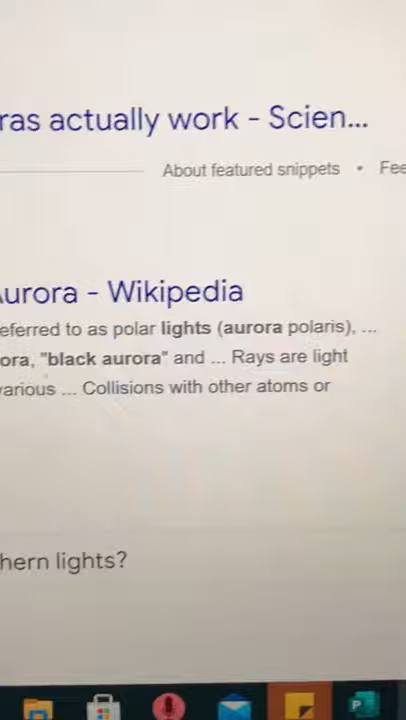 ras actually work - Scien...
About featured snippets • Fee
Aurora - Wikipedia
eferred to as polar lights (aurora polaris), ...
ora, "black aurora" and ... Rays are light
various ... Collisions with other atoms or
hern lights?